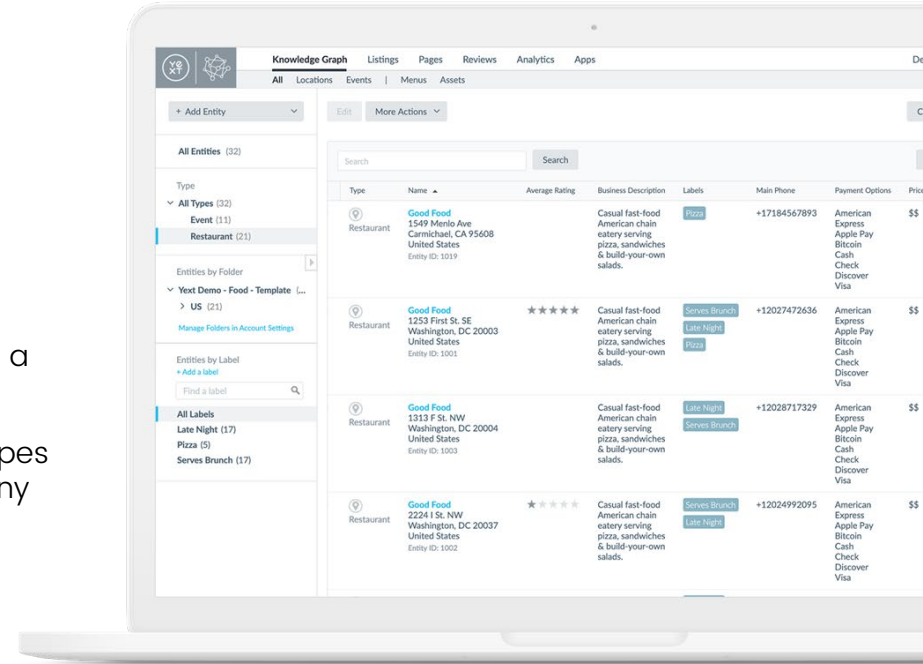 a
pes
ny
YEXT
Knowledge Graph Listings Pages Reviews Analytics Apps De
All Locations Events | Menus Assets
+ Add Entity
Edit More Actions C
All Entities (32)
Search Search
Type
All Types (32)
Event (11)
Restaurant (21)
Entities by Folder
Yext Demo - Food - Template (...
US (21)
Manage Folders in Account Settings
Entities by Label
+ Add a label
Find a label
All Labels
Late Night (17)
Pizza (5)
Serves Brunch (17)
Type Name Average Rating Business Description Labels Main Phone Payment Options Price
Restaurant
Good Food
1549 Menlo Ave
Carmichael, CA 95608
United States
Entity ID: 1019
Casual fast-food
American chain
eatery serving
pizza, sandwiches
& build-your-own
salads.
Pizza
+17184567893
American
Express
Apple Pay
Bitcoin
Cash
Check
Discover
Visa
$$
Restaurant
Good Food
1253 First St. SE
Washington, DC 20003
United States
Entity ID: 1001
★★★★★
Casual fast-food
American chain
eatery serving
pizza, sandwiches
& build-your-own
salads.
Serves Brunch
Late Night
Pizza
+12027472636
American
Express
Apple Pay
Bitcoin
Cash
Check
Discover
Visa
$$
Restaurant
Good Food
1313 F St. NW
Washington, DC 20004
United States
Entity ID: 1003
Casual fast-food
American chain
eatery serving
pizza, sandwiches
& build-your-own
salads.
Late Night
Serves Brunch
+12028717329
American
Express
Apple Pay
Bitcoin
Cash
Check
Discover
Visa
$$
Restaurant
Good Food
2224 I St. NW
Washington, DC 20037
United States
Entity ID: 1002
★★★★★
Casual fast-food
American chain
eatery serving
pizza, sandwiches
& build-your-own
salads.
Serves Brunch
Late Night
+12024992095
American
Express
Apple Pay
Bitcoin
Cash
Check
Discover
Visa
$$